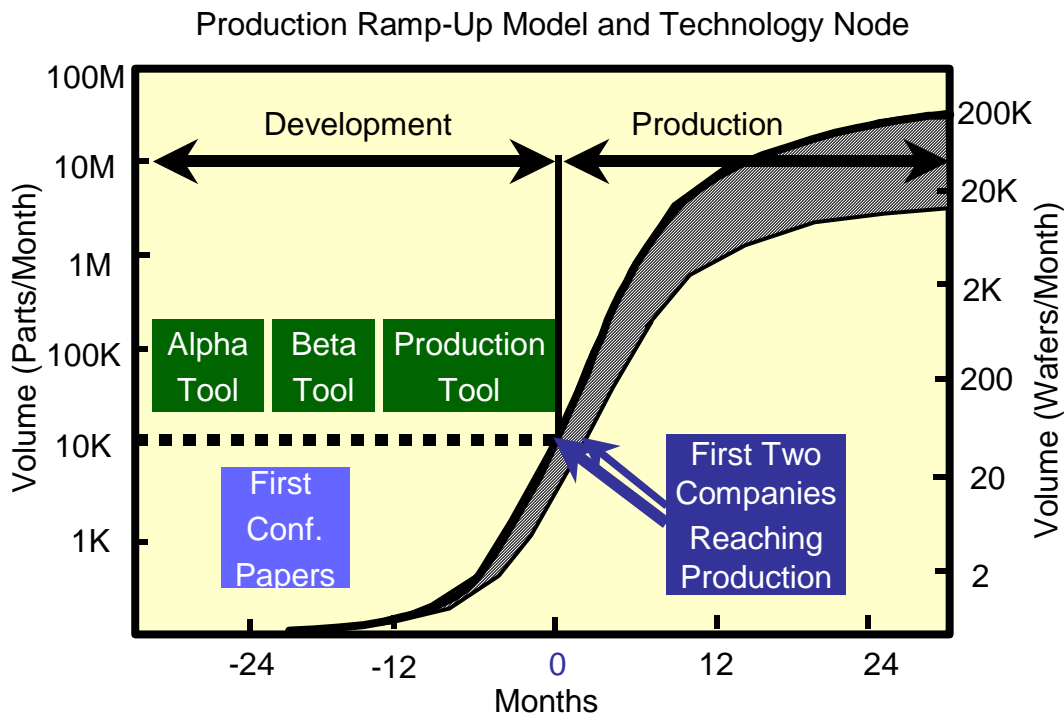 Production Ramp-Up Model and Technology Node
Volume (Parts/Month)
100M
10M
1M
100K
10K
1K
Development
Production
Alpha
Tool
Beta
Tool
Production
Tool
First
Conf.
Papers
First Two
Companies
Reaching
Production
200K
20K
2K
200
20
2
Volume (Wafers/Month)
-24
-12
0
12
24
Months